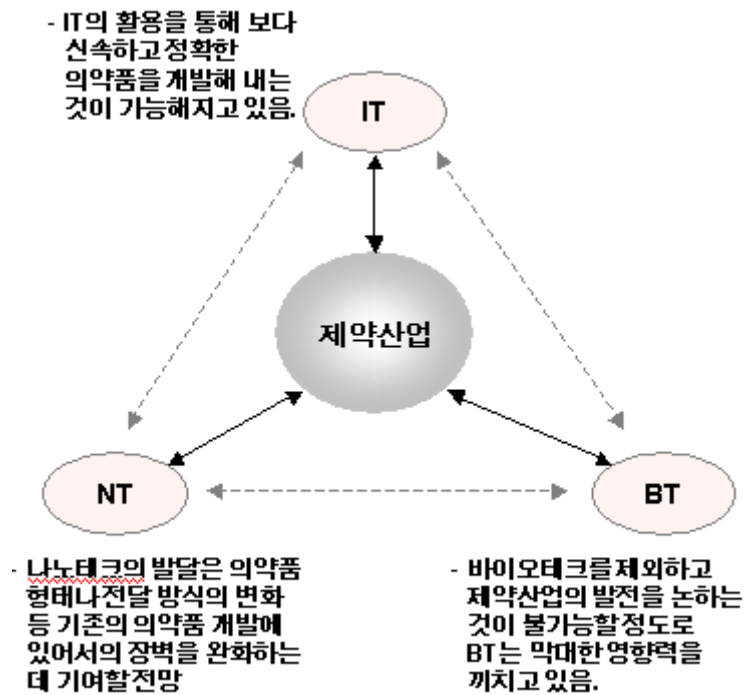 - IT의 활용을 통해 보다
신속하고 정확한
의약품을 개발해 내는
것이 가능해지고 있음.
IT
제약산업
NT
BT
- 나노테크의 발달은 의약품
형태나 전달 방식의 변화
등 기존의 의약품 개발에
있어서의 장벽을 완화하는
데 기여할 전망
- 바이오테크를 제외하고
제약산업의 발전을 논하는
것이 불가능할 정도로
BT는 막대한 영향력을
끼치고 있음.